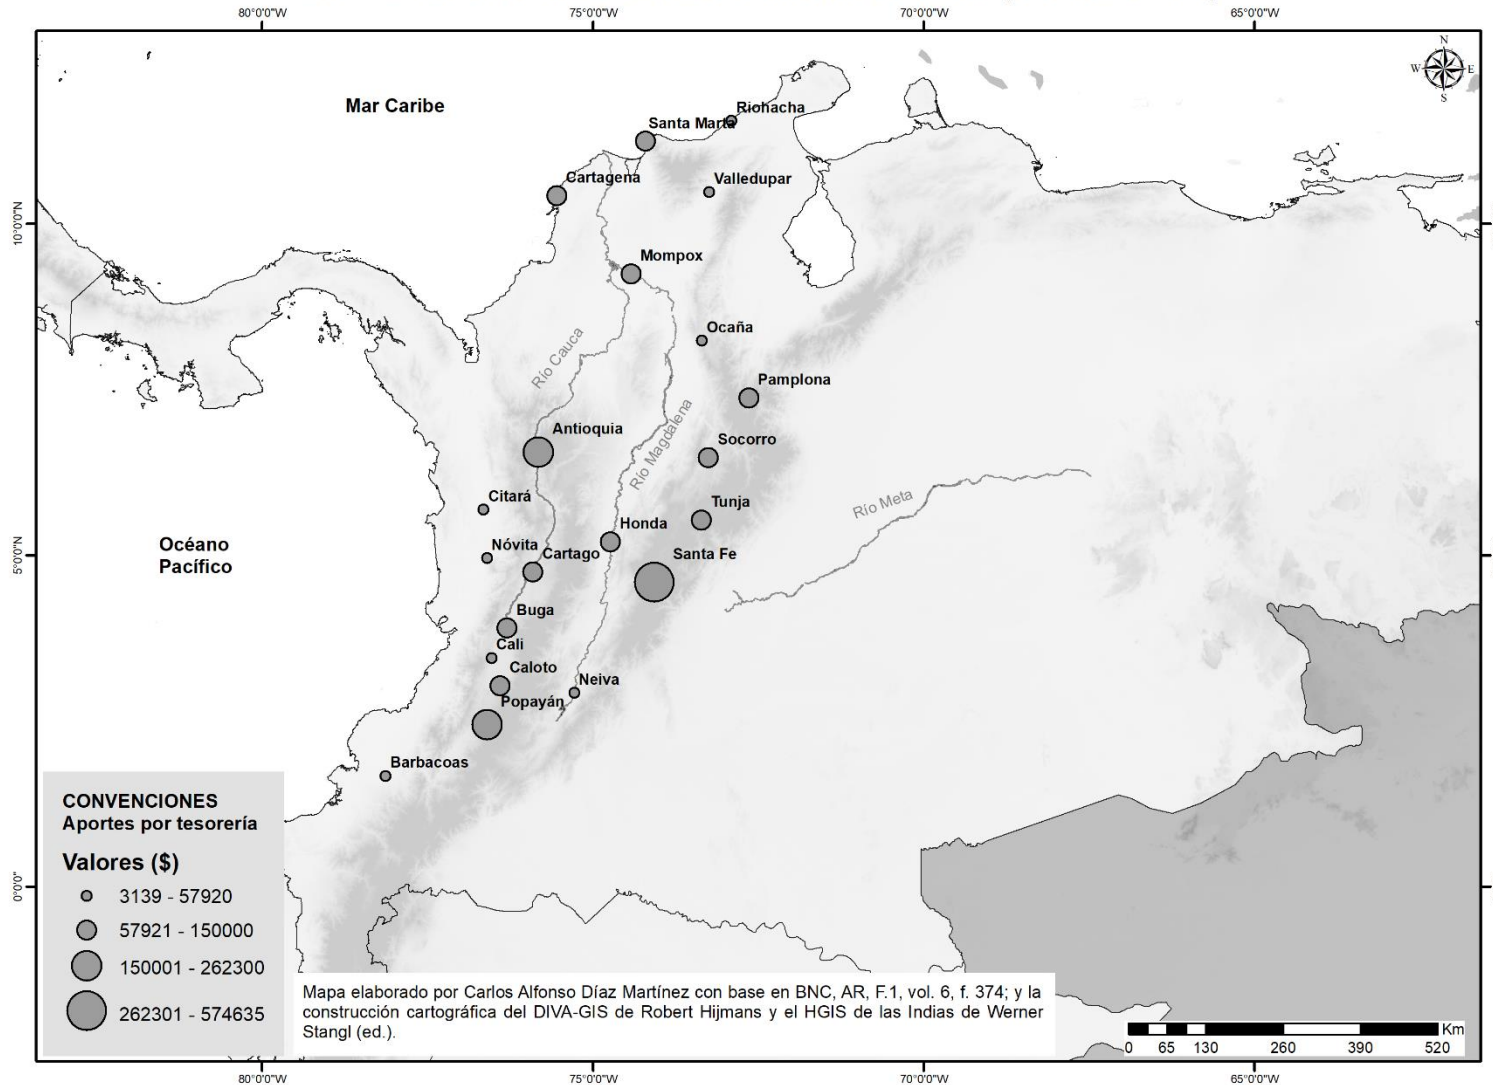 80°0'0"W
75°0'0"W
70°0'0"W
65°0'0"W
N
W
E
S
Mar Caribe
Riohacha
Santa Marta
Cartagena
Valledupar
10°0'0"N
Mompox
Ocaña
Río Cauca
Pamplona
Antioquia
Río Magdalena
Socorro
Citará
Tunja
Río Meta
Honda
Océano
Pacífico
Nóvita
Cartago
Santa Fe
5°0'0"N
Buga
Cali
Caloto
Neiva
Popayán
Barbacoas
CONVENCIONES
Aportes por tesorería
Valores ($)
3139 - 57920
57921 - 150000
150001 - 262300
262301 - 574635
0°0'0"
Mapa elaborado por Carlos Alfonso Díaz Martínez con base en BNC, AR, F.1, vol. 6, f. 374; y la
construcción cartográfica del DIVA-GIS de Robert Hijmans y el HGIS de las Indias de Werner
Stangl (ed.).
Km
0 65 130 260 390 520
80°0'0"W
75°0'0"W
70°0'0"W
65°0'0"W